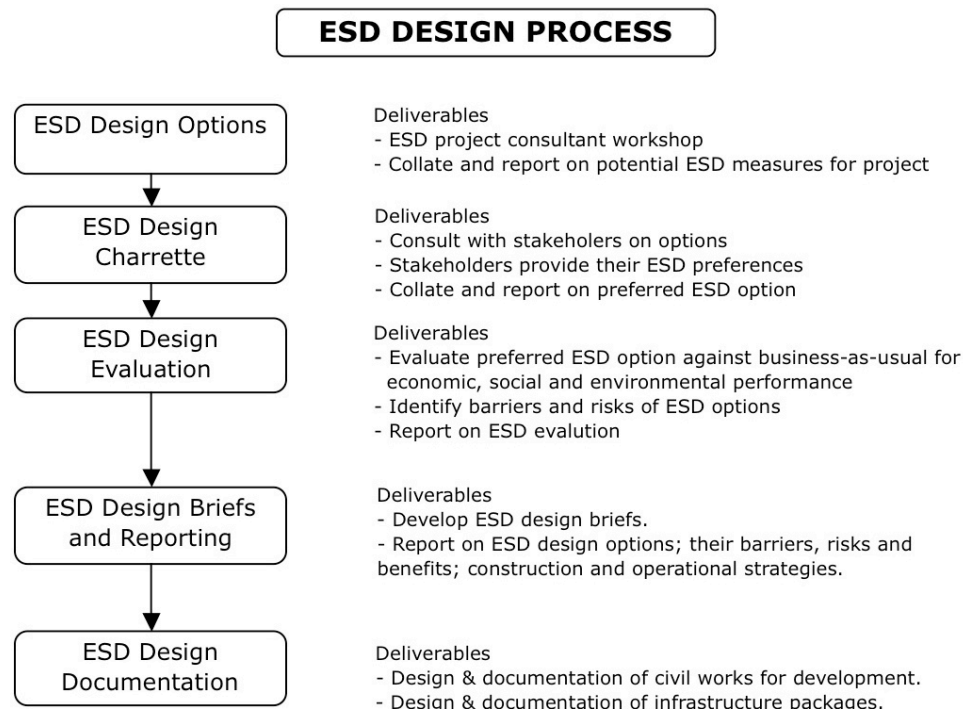 ESD DESIGN PROCESS
ESD Design Options
Deliverables
- ESD project consultant workshop
- Collate and report on potential ESD measures for project
ESD Design
Charrette
Deliverables
- Consult with stakeholers on options
- Stakeholders provide their ESD preferences
- Collate and report on preferred ESD option
ESD Design
Evaluation
Deliverables
- Evaluate preferred ESD option against business-as-usual for
economic, social and environmental performance
- Identify barriers and risks of ESD options
- Report on ESD evalution
ESD Design Briefs
and Reporting
Deliverables
- Develop ESD design briefs.
- Report on ESD design options; their barriers, risks and
benefits; construction and operational strategies.
ESD Design
Documentation
Deliverables
- Design & documentation of civil works for development.
- Design & documentation of infrastructure packages.